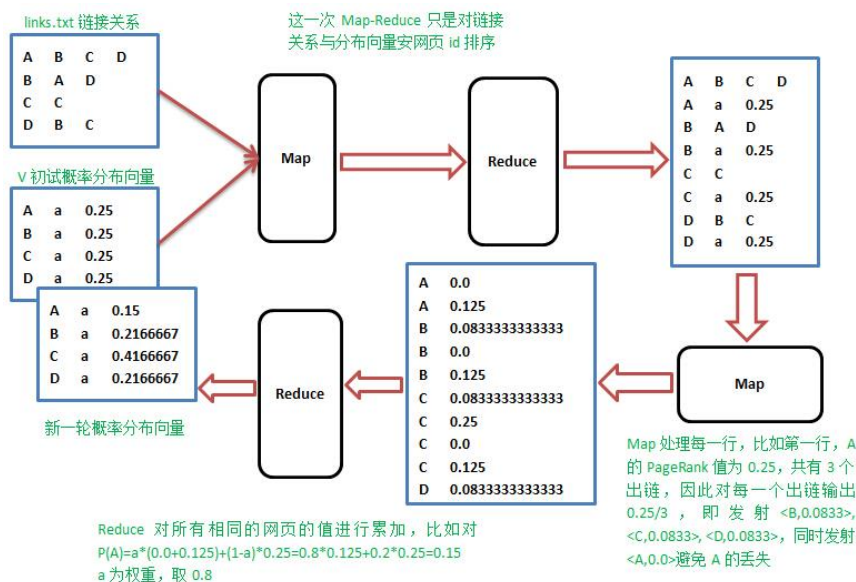 links.txt 链接关系
这一次 Map-Reduce 只是对链接
关系与分布向量安网页 id 排序
A B C D
B A D
C C
D B C
Map
Reduce
A B C D
A a 0.25
B A D
B a 0.25
C C
C a 0.25
D B C
D a 0.25
V 初试概率分布向量
A a 0.25
B a 0.25
C a 0.25
D a 0.25
A a 0.15
B a 0.2166667
C a 0.4166667
D a 0.2166667
新一轮概率分布向量
Reduce
A 0.0
A 0.125
B 0.0833333333333
B 0.0
B 0.125
C 0.0833333333333
C 0.25
C 0.0
C 0.125
D 0.0833333333333
Map
Map 处理每一行，比如第一行，A
的 PageRank 值为 0.25，共有 3 个
出链，因此对每一个出链输出
0.25/3 ，即发射 <B,0.0833>,
<C,0.0833>, <D,0.0833>，同时发射
<A,0.0>避免 A 的丢失
Reduce 对所有相同的网页的值进行累加，比如对
P(A)=a*(0.0+0.125)+(1-a)*0.25=0.8*0.125+0.2*0.25=0.15
a 为权重，取 0.8